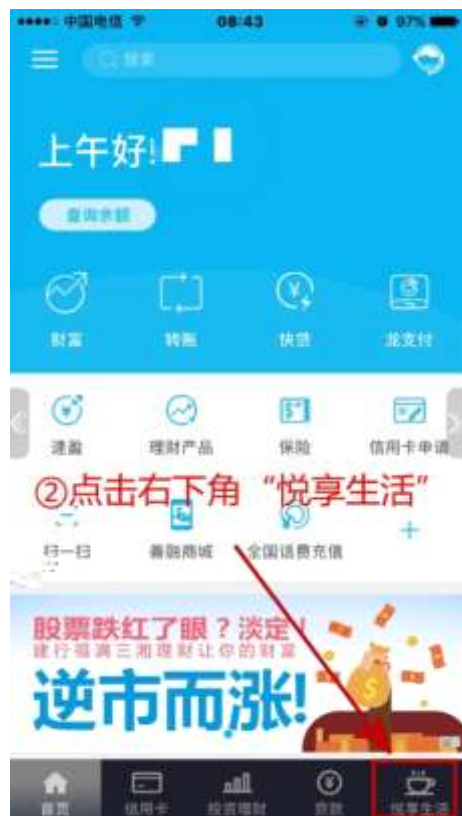 中国电信 08:43 97%
搜索
上午好!
查询余额
财富 转账 快贷 龙支付
速盈 理财产品 保险 信用卡申请
②点击右下角“悦享生活”
扫一扫 善融商城 全国话费充值
股票跌红了眼？淡定！
建行福满三湘理财让你的财富
逆市而涨!
首页 信用卡 投资理财 贷款 悦享生活